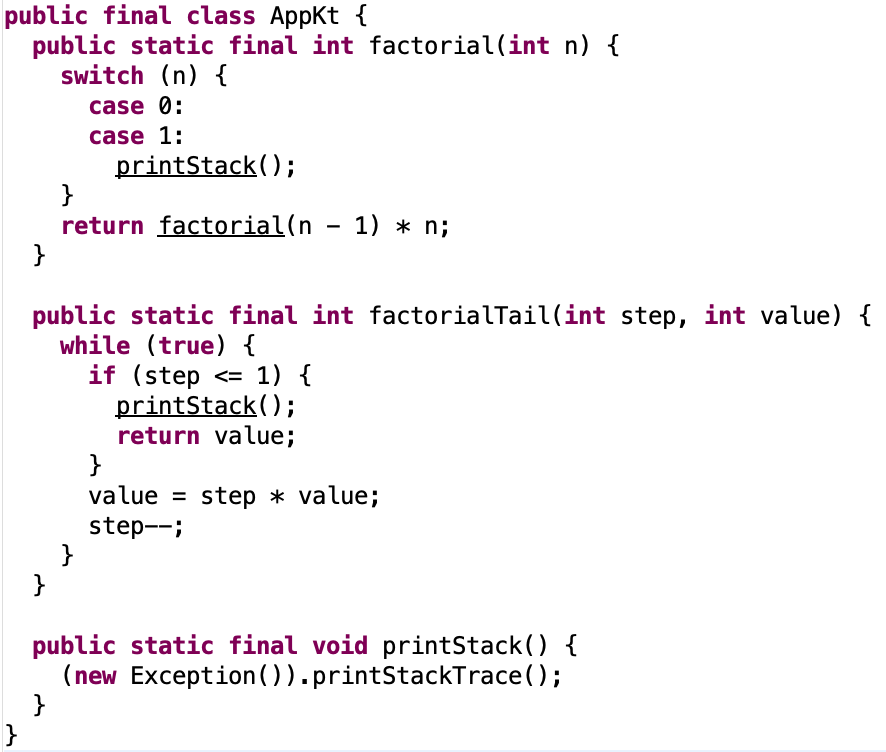 public final class AppKt {
  public static final int factorial(int n) {
    switch (n) {
      case 0:
      case 1:
        printStack();
    }
    return factorial(n - 1) * n;
  }

  public static final int factorialTail(int step, int value) {
    while (true) {
      if (step <= 1) {
        printStack();
        return value;
      }
      value = step * value;
      step--;
    }
  }

  public static final void printStack() {
    (new Exception()).printStackTrace();
  }
}